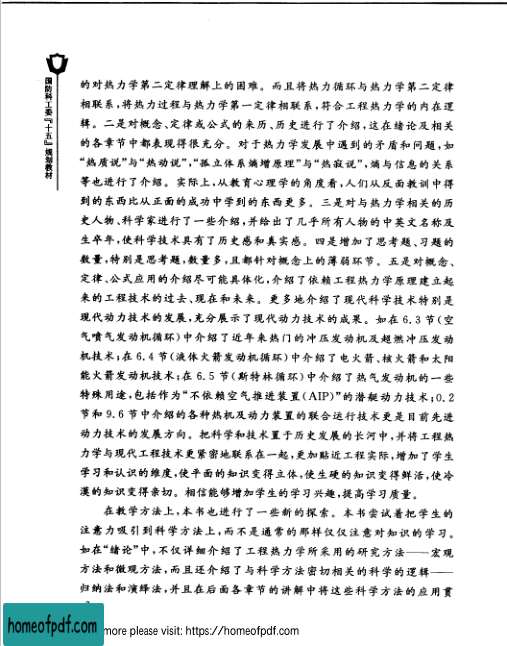 国防科工委『十五』规划教材
的对热力学第二定律理解上的困难。而且将热力循环与热力学第二定律
相联系，将热力过程与热力学第一定律相联系，符合工程热力学的内在逻
辑。二是对概念、定律或公式的来历、历史进行了介绍，这在绪论及相关
的各章节中都表现得很充分。对于热力学发展中遇到的矛盾和问题，如
“热质说”与“热动说”，“孤立体系熵增原理”与“热寂说”，熵与信息的关系
等也进行了介绍。实际上，从教育心理学的角度看，人们从反面教训中得
到的东西比从正面的成功中学到的东西更多。三是对与热力学相关的历
史人物、科学家进行了一些介绍，并给出了几乎所有人物的中英文名称及
生卒年，使科学技术具有了历史感和真实感。四是增加了思考题、习题的
数量，特别是思考题，数量多，且都针对概念上的薄弱环节。五是对概念、
定律、公式应用的介绍尽可能具体化，介绍了依赖工程热力学原理建立起
来的工程技术的过去、现在和未来。更多地介绍了现代科学技术特别是
现代动力技术的发展，充分展示了现代动力技术的成果。如在6.3节（空
气喷气发动机循环）中介绍了近年来热门的冲压发动机及超燃冲压发动
机技术；在6.4节（液体火箭发动机循环）中介绍了电火箭、核火箭和太阳
能火箭发动机技术；在6.5节（斯特林循环）中介绍了热气发动机的一些
特殊用途，包括作为“不依赖空气推进装置（AIP）”的潜艇动力技术；0.2
节和9.6节中介绍的各种热机及动力装置的联合运行技术更是目前先进
动力技术的发展方向。把科学和技术置于历史发展的长河中，并将工程热
力学与现代工程技术更紧密地联系在一起，更加贴近工程实际，增加了学生
学习和认识的维度，使平面的知识变得立体，使生硬的知识变得鲜活，使冷
漠的知识变得亲切。相信能够增加学生的学习兴趣，提高学习质量。
在教学方法上，本书也进行了一些新的探索。本书尝试着把学生的
注意力吸引到科学方法上，而不是通常的那样仅仅注意对知识的学习。
如在“绪论”中，不仅详细介绍了工程热力学所采用的研究方法——宏观
方法和微观方法，而且还介绍了与科学方法密切相关的科学的逻辑——
归纳法和演绎法，并且在后面各章节的讲解中将这些科学方法的应用贯
homeofpdf.com
more please visit: https://homeofpdf.com